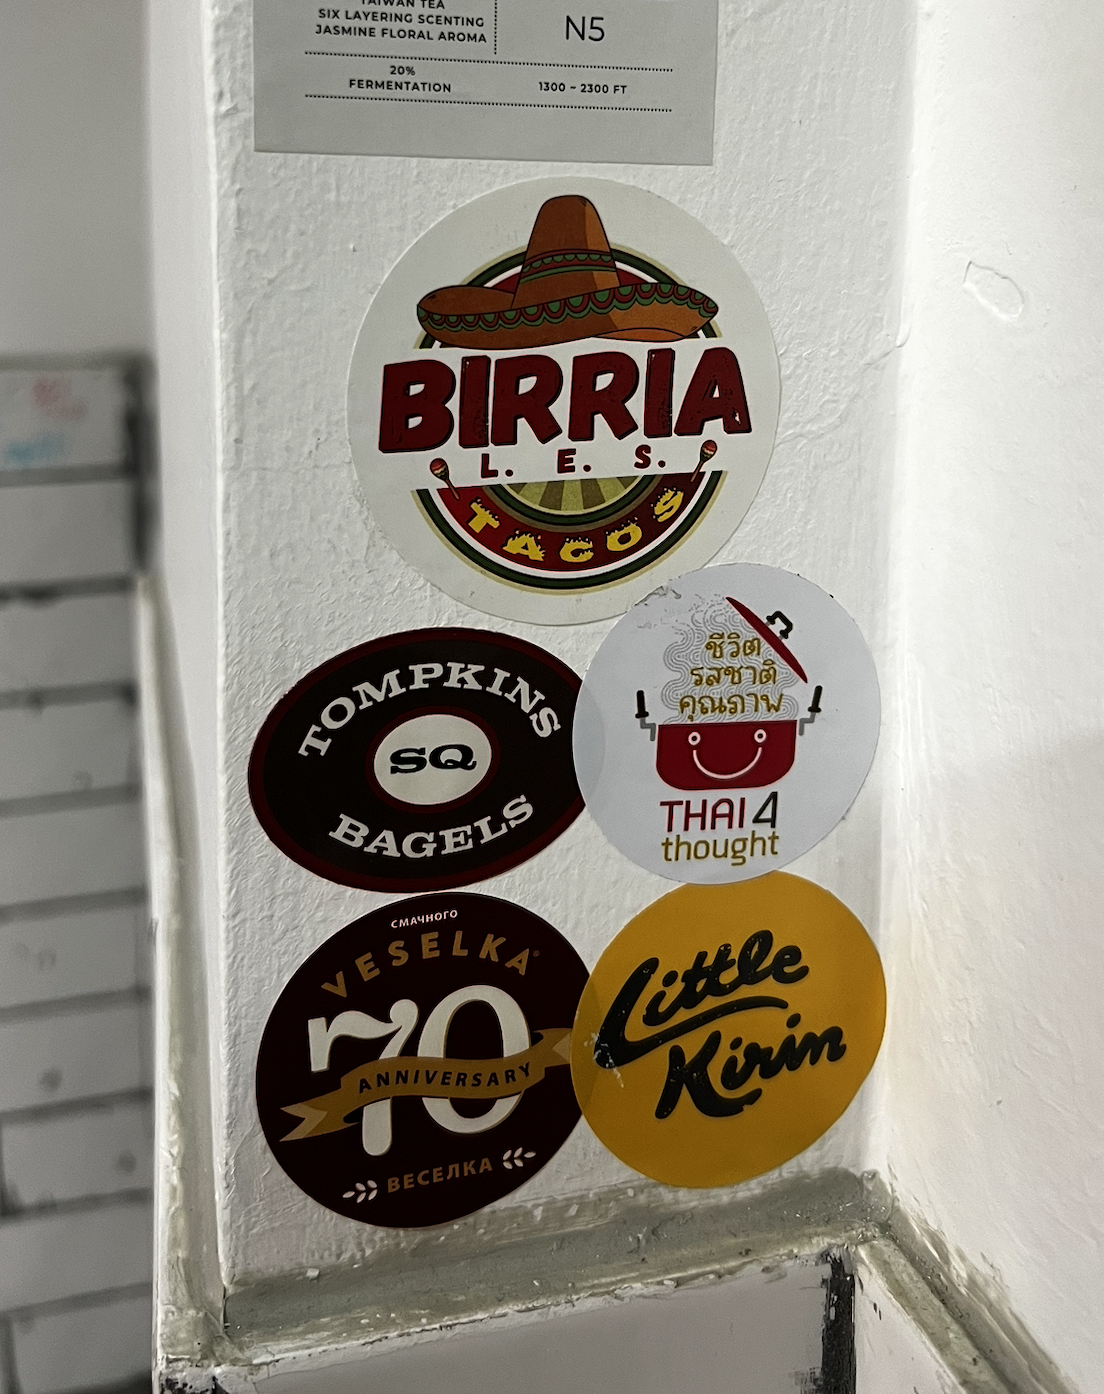 TAIWAN TEA
SIX LAYERING SCENTING
JASMINE FLORAL AROMA
N5
20%
FERMENTATION
1300 ~ 2300 FT
BIRRIA
L. E. S.
TACOS
TOMPKINS
SQ
BAGELS
ชีวิต
รสชาติ
คุณภาพ
THAI 4
thought
СМАЧНОГО
VESELKA
70
ANNIVERSARY
ВЕСЕЛКА
Little
Kirin